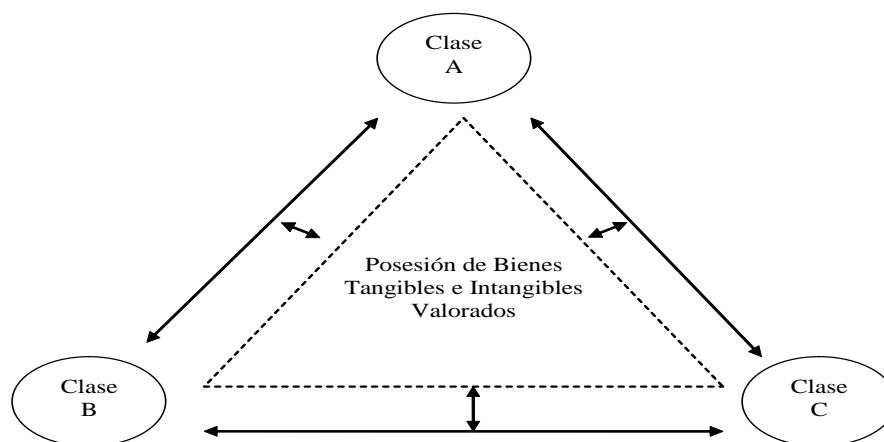 Clase
A
Posesión de Bienes
Tangibles e Intangibles
Valorados
Clase
B
Clase
C